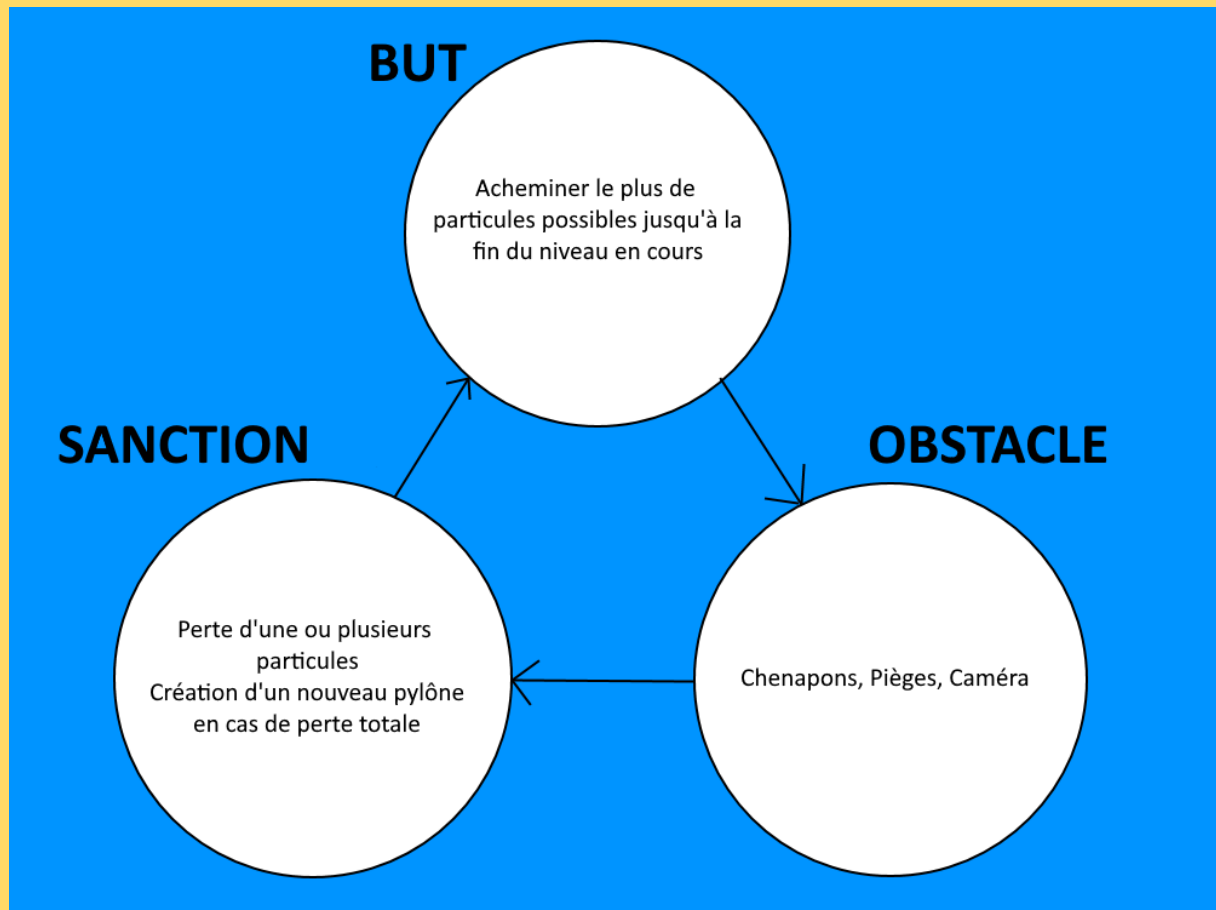 BUT
Acheminer le plus de
particules possibles jusqu'à la
fin du niveau en cours
SANCTION
OBSTACLE
Perte d'une ou plusieurs
particules
Création d'un nouveau pylône
en cas de perte totale
Chenapons, Pièges, Caméra